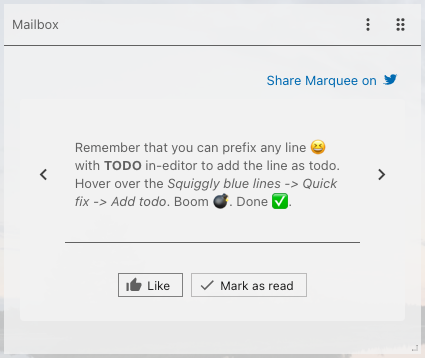 Mailbox
Share Marquee on
Remember that you can prefix any line 😆
with TODO in-editor to add the line as todo.
Hover over the Squiggly blue lines -> Quick
fix -> Add todo. Boom 💣. Done ✅.
Like
Mark as read